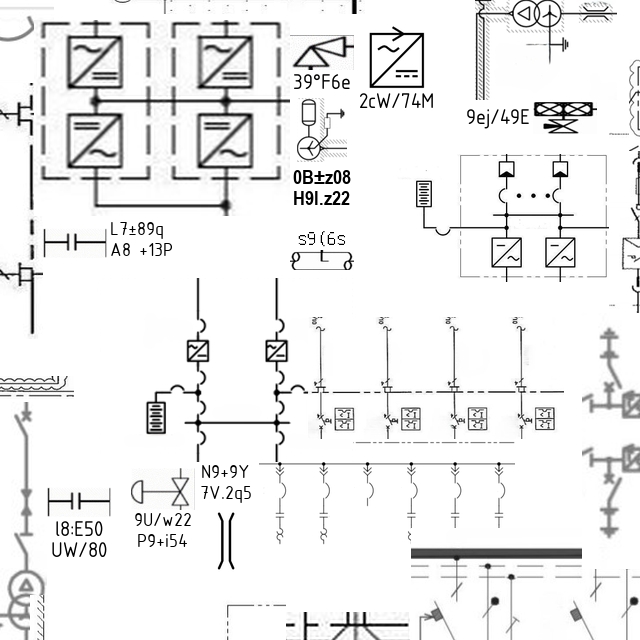 39°F6e
2cW/74M
9ej/49E
0B±z08
H9I.z22
L7±89q
A8 +13P
s9(6s
N9+9Y
7V.2q5
9U/w22
P9+i54
l8:E50
UW/80